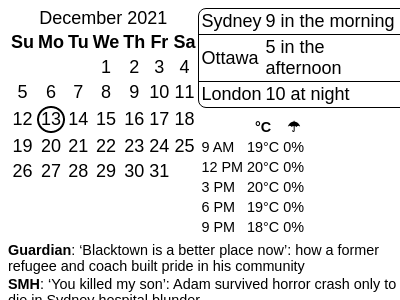 December 2021
Su Mo Tu We Th Fr Sa
1 2 3 4
5 6 7 8 9 10 11
12 13 14 15 16 17 18
19 20 21 22 23 24 25
26 27 28 29 30 31
Sydney 9 in the morning
Ottawa 5 in the
afternoon
London 10 at night
°C ☂
9 AM 19°C 0%
12 PM 20°C 0%
3 PM 20°C 0%
6 PM 19°C 0%
9 PM 18°C 0%
Guardian: ‘Blacktown is a better place now’: how a former
refugee and coach built pride in his community
SMH: ‘You killed my son’: Adam survived horror crash only to
die in Sydney hospital blunder